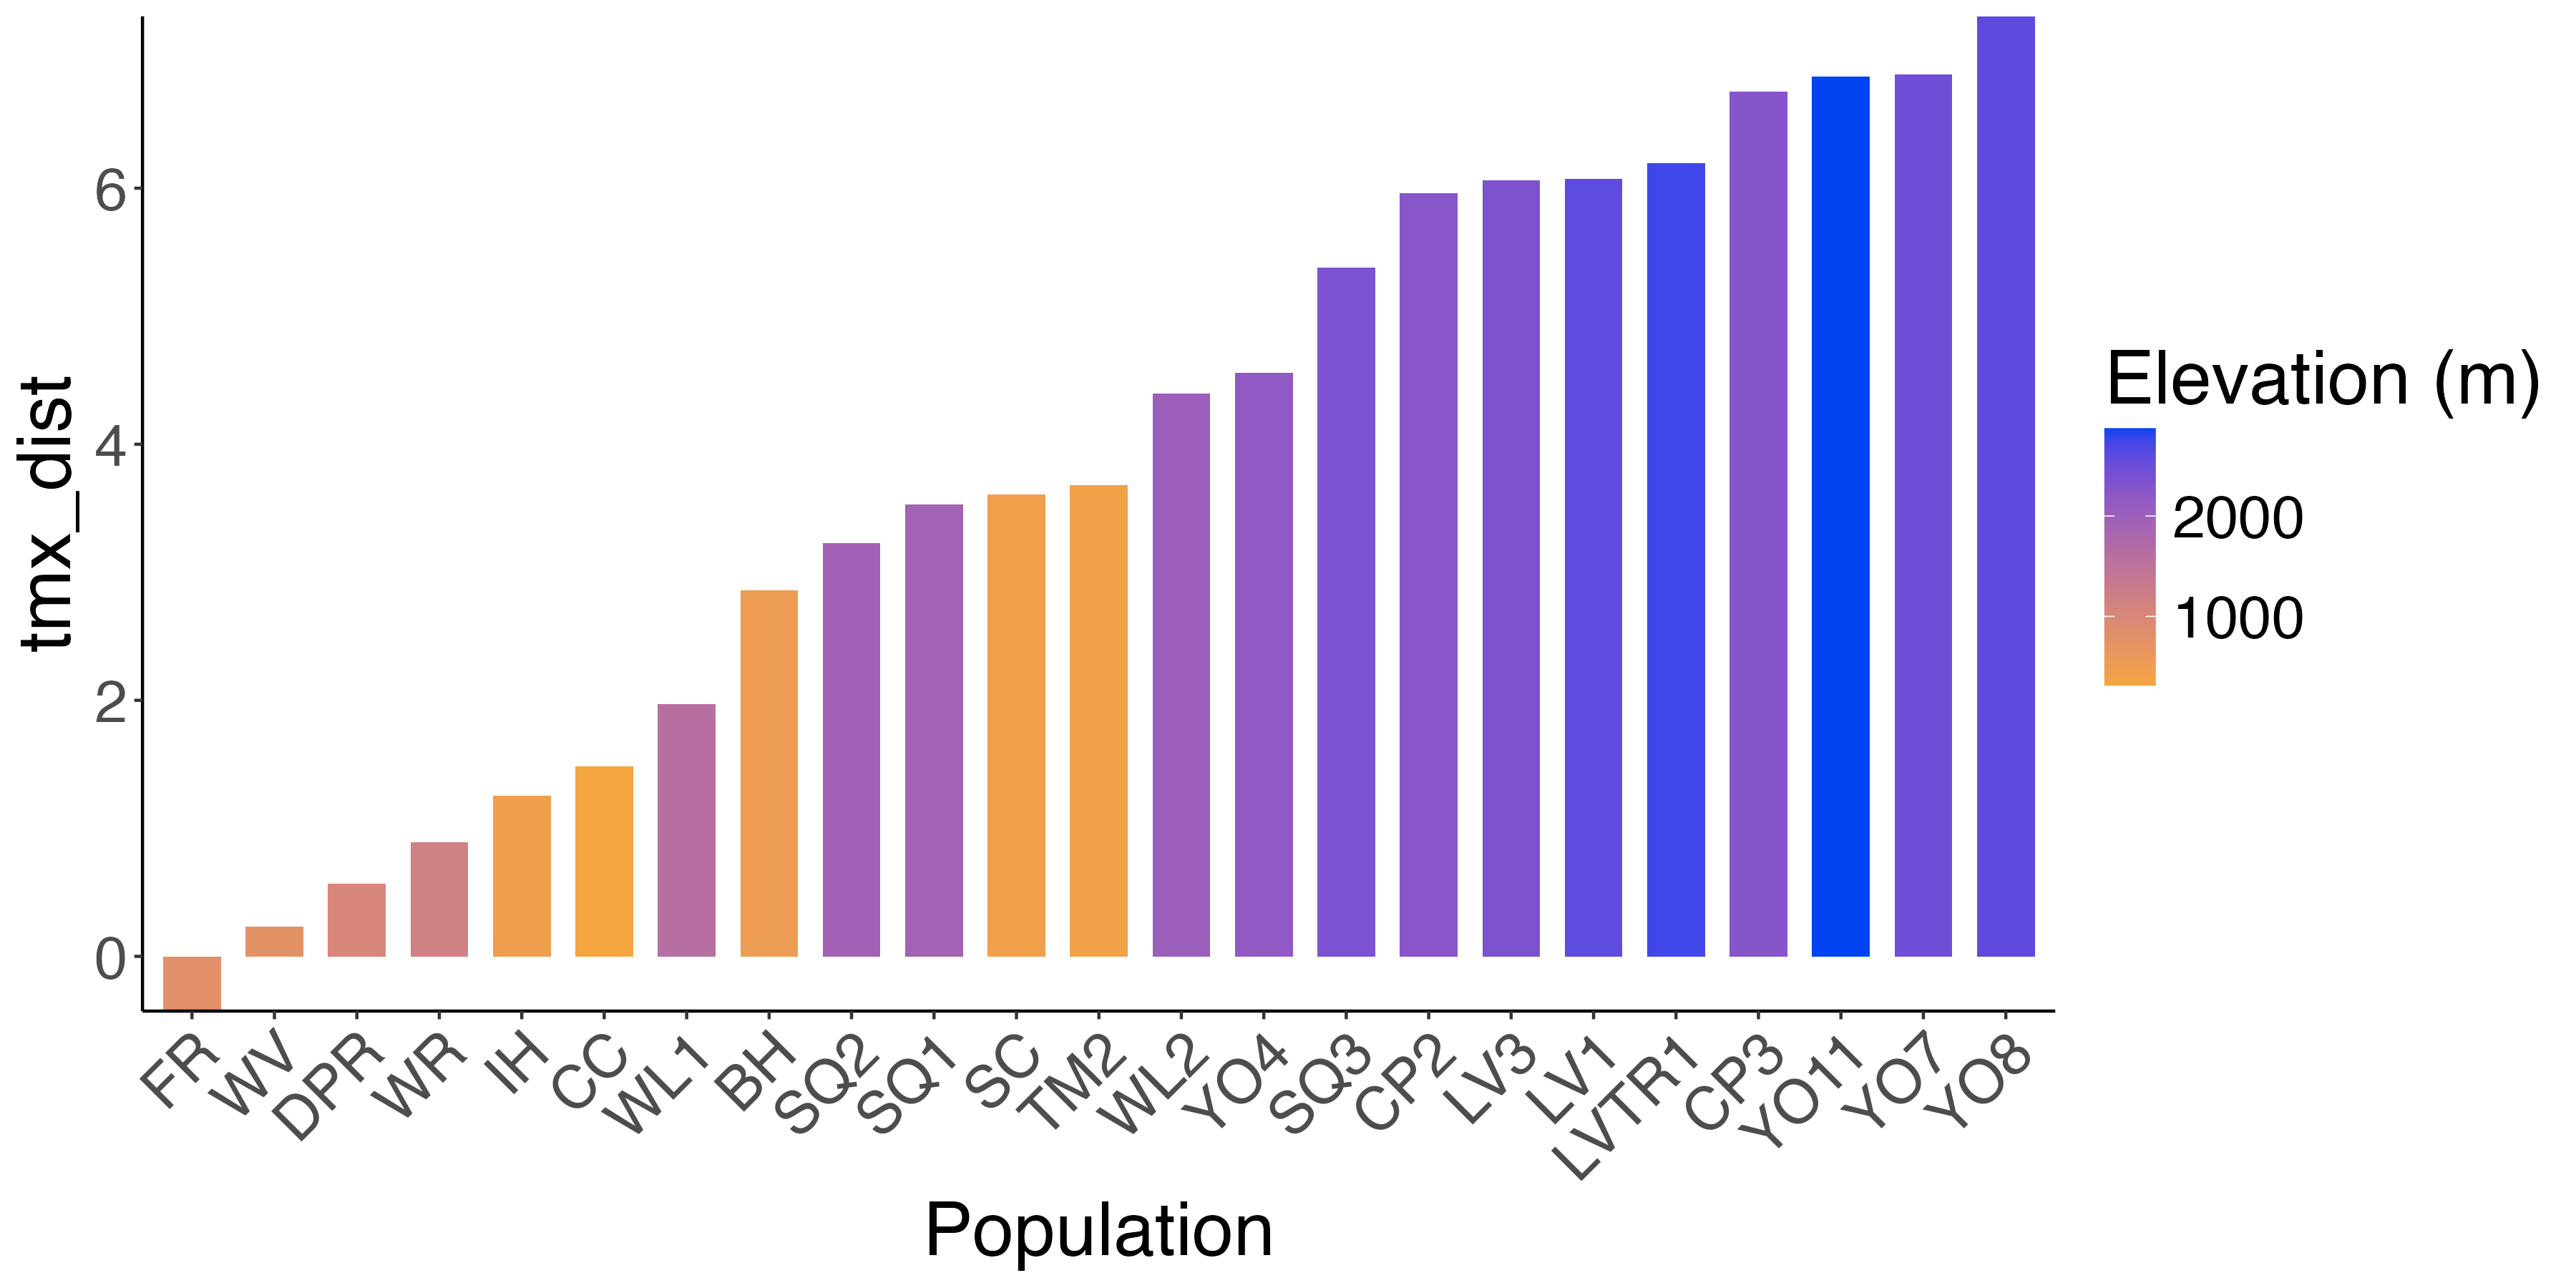 tmx_dist
6
4
2
0
FR WV DPR WR IH CC WL1 BH SQ2 SQ1 SC TM2 WL2 YO4 SQ3 CP2 LV3 LV1 LVTR1 CP3 YO11 YO7 YO8
Population
Elevation (m)
2000
1000